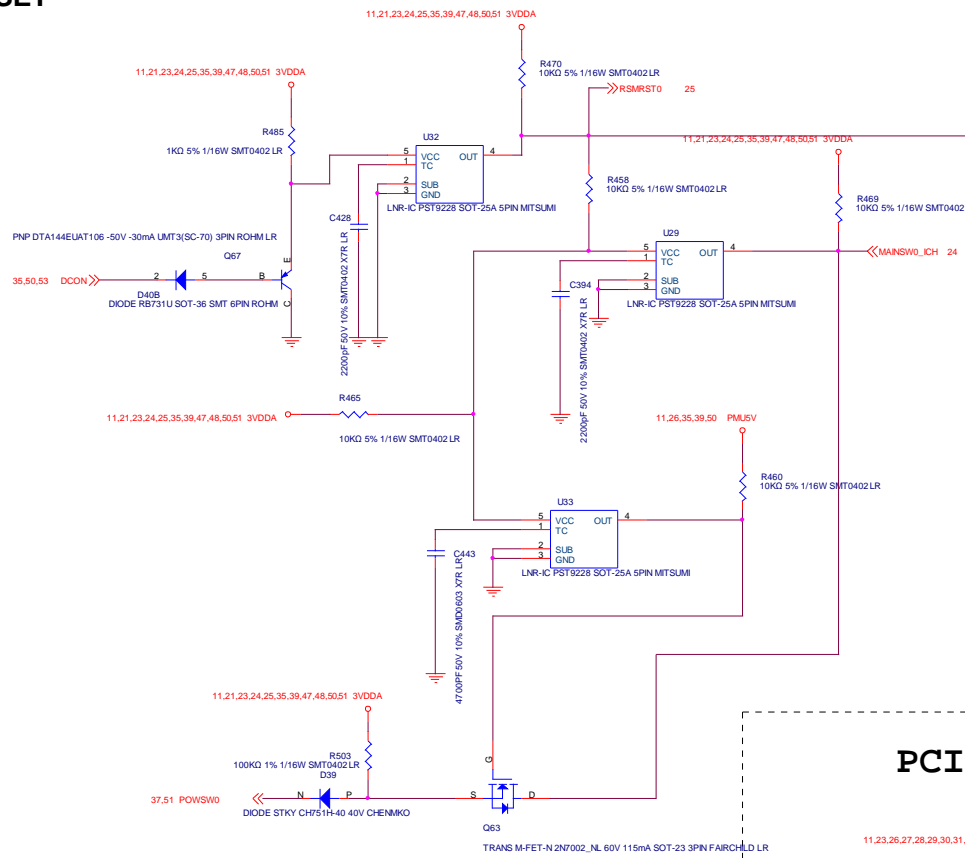 11,21,23,24,25,35,39,47,48,50,51 3VDDA
R470
10KΩ 5% 1/16W SMT0402 LR
RSMRST0 25
11,21,23,24,25,35,39,47,48,50,51 3VDDA
R485
1KΩ 5% 1/16W SMT0402 LR
U32
5 VCC OUT 4
1 TC
2 SUB
3 GND
LNR-IC PST9228 SOT-25A 5PIN MITSUMI
11,21,23,24,25,35,39,47,48,50,51 3VDDA
R458
10KΩ 5% 1/16W SMT0402 LR
R469
10KΩ 5% 1/16W SMT0402
C428
2200pF 50V 10% SMT0402 X7R LR
PNP DTA144EUAT106 -50V -30mA UMT3(SC-70) 3PIN ROHM LR
Q67
E
B
C
35,50,53 DCON
2 5
D40B
DIODE RB731U SOT-36 SMT 6PIN ROHM
U29
5 VCC OUT 4
1 TC
2 SUB
3 GND
LNR-IC PST9228 SOT-25A 5PIN MITSUMI
MAINSW0_ICH 24
C394
2200pF 50V 10% SMT0402 X7R LR
R465
11,21,23,24,25,35,39,47,48,50,51 3VDDA
10KΩ 5% 1/16W SMT0402 LR
11,26,35,39,50 PMU5V
R460
10KΩ 5% 1/16W SMT0402 LR
U33
5 VCC OUT 4
1 TC
2 SUB
3 GND
LNR-IC PST9228 SOT-25A 5PIN MITSUMI
C443
4700PF 50V 10% SMD0603 X7R LR
11,21,23,24,25,35,39,47,48,50,51 3VDDA
R503
100KΩ 1% 1/16W SMT0402 LR
D39
37,51 POWSW0
N P
DIODE STKY CH751H-40 40V CHENMKO
G
S D
Q63
TRANS M-FET-N 2N7002_NL 60V 115mA SOT-23 3PIN FAIRCHILD LR
PCI
11,23,26,27,28,29,30,31,